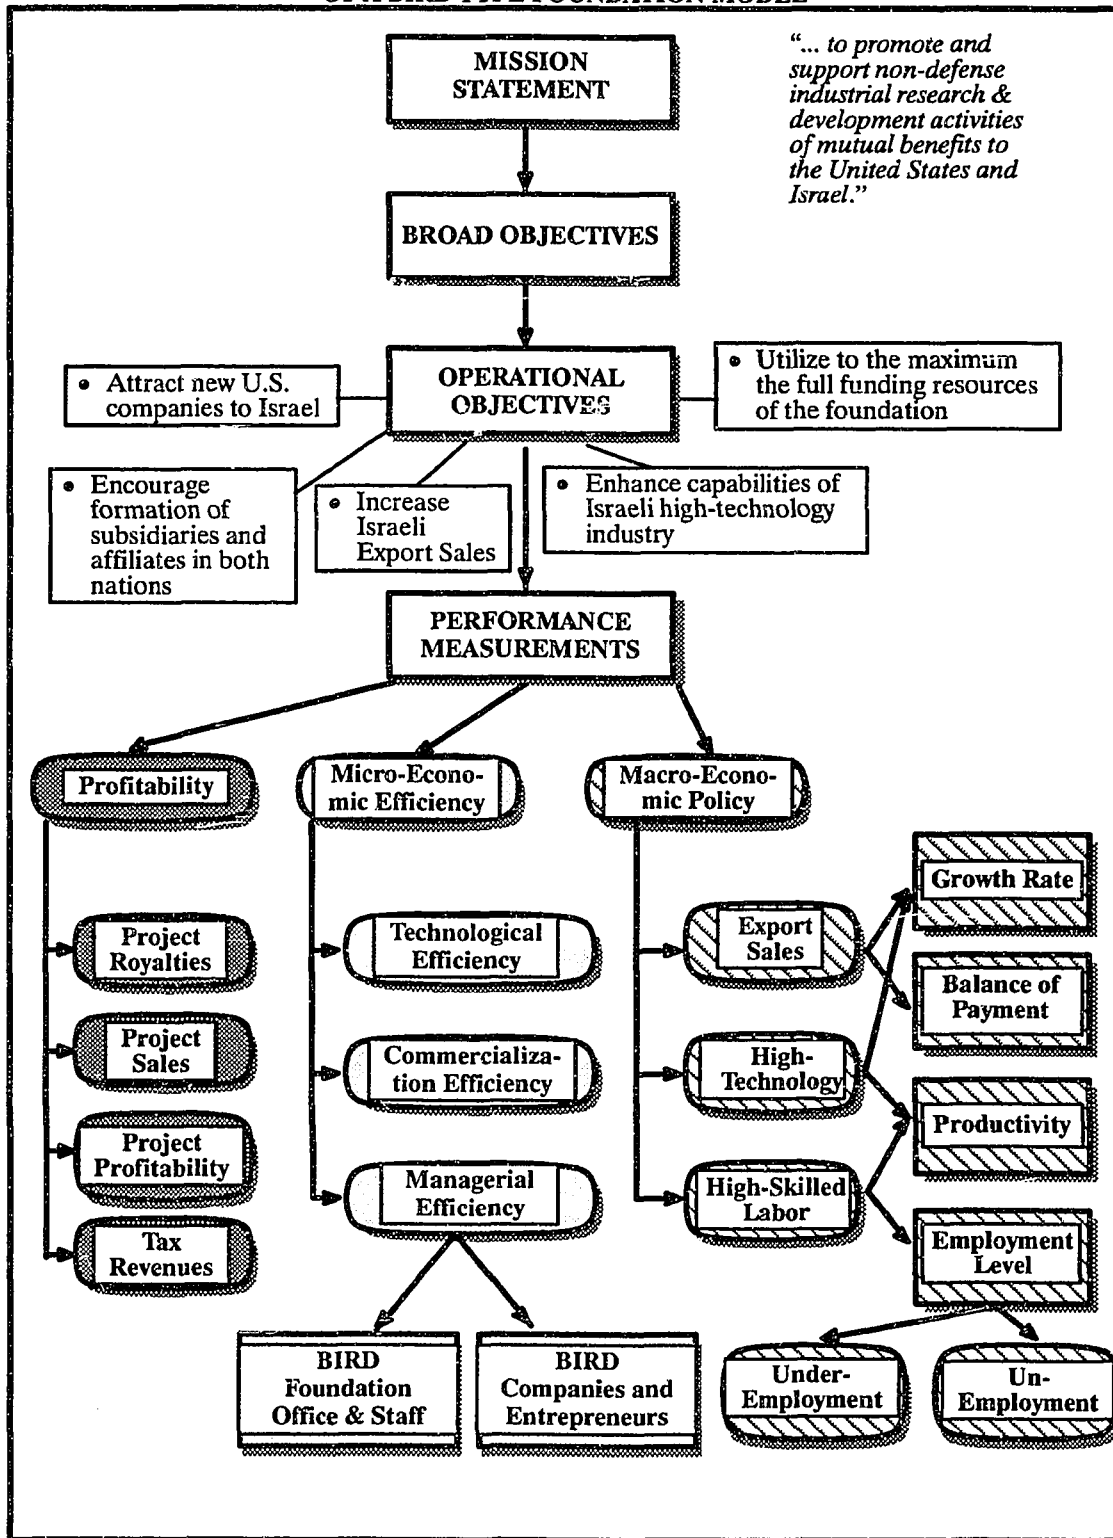 MISSION
STATEMENT
"... to promote and
support non-defense
industrial research &
development activities
of mutual benefits to
the United States and
Israel."
BROAD OBJECTIVES
OPERATIONAL
OBJECTIVES
• Attract new U.S.
companies to Israel
• Utilize to the maximum
the full funding resources
of the foundation
• Encourage
formation of
subsidiaries and
affiliates in both
nations
• Increase
Israeli
Export Sales
• Enhance capabilities of
Israeli high-technology
industry
PERFORMANCE
MEASUREMENTS
Profitability
Micro-Econo-
mic Efficiency
Macro-Econo-
mic Policy
Project
Royalties
Project
Sales
Project
Profitability
Tax
Revenues
Technological
Efficiency
Commercializa-
tion Efficiency
Managerial
Efficiency
BIRD
Foundation
Office & Staff
BIRD
Companies and
Entrepreneurs
Export
Sales
High-
Technology
High-Skilled
Labor
Growth Rate
Balance of
Payment
Productivity
Employment
Level
Under-
Employment
Un-
Employment